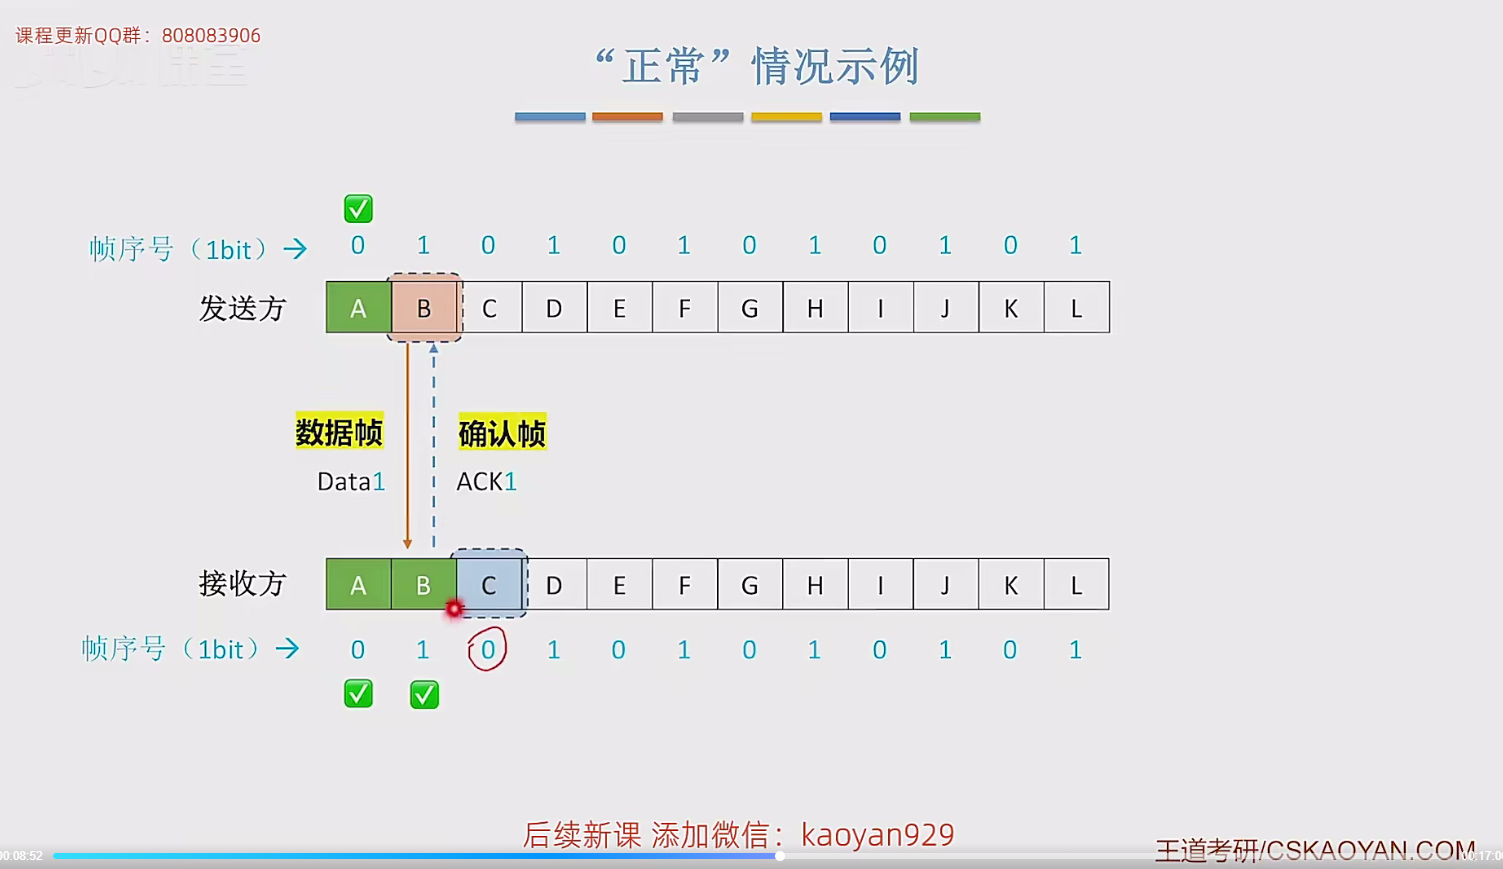 课程更新QQ群：808083906
“正常”情况示例
帧序号（1bit）→ 0 1 0 1 0 1 0 1 0 1 0 1
发送方 A B C D E F G H I J K L
数据帧 确认帧
Data1 ACK1
接收方 A B C D E F G H I J K L
帧序号（1bit）→ 0 1 0 1 0 1 0 1 0 1 0 1
后续新课 添加微信：kaoyan929
王道考研/CSKAOYAN.COM
00:08:52